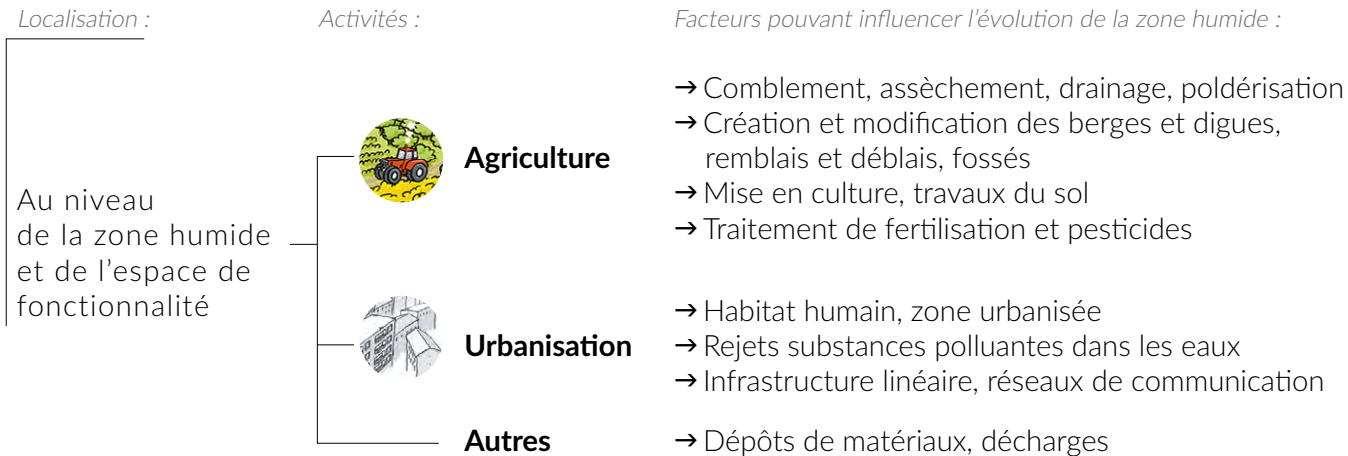 Localisation :
Activités :
Facteurs pouvant influencer l’évolution de la zone humide :
Au niveau
de la zone humide
et de l’espace de
fonctionnalité
Agriculture
→ Comblement, assèchement, drainage, poldérisation
→ Création et modification des berges et digues,
remblais et déblais, fossés
→ Mise en culture, travaux du sol
→ Traitement de fertilisation et pesticides
Urbanisation
→ Habitat humain, zone urbanisée
→ Rejets substances polluantes dans les eaux
→ Infrastructure linéaire, réseaux de communication
Autres
→ Dépôts de matériaux, décharges